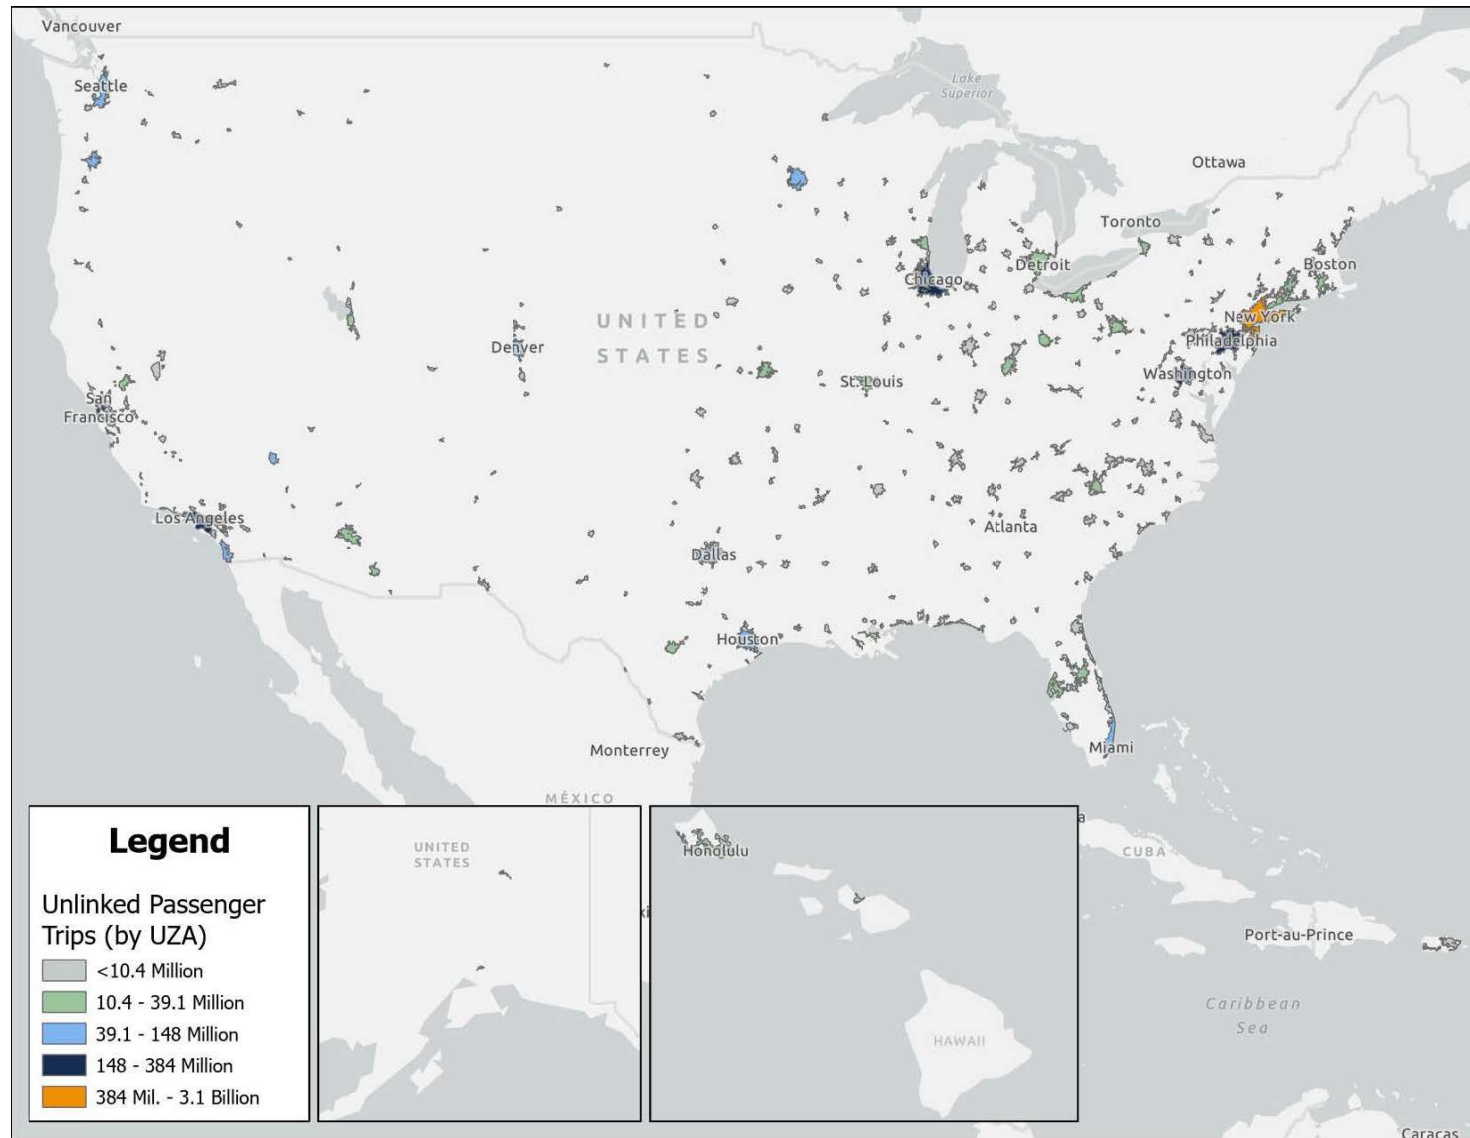 Vancouver
Seattle
Lake
Superior
Ottawa
Toronto
Detroit
Boston
Chicago
New York
UNITED
STATES
Denver
Philadelphia
St. Louis
Washington
San
Francisco
Los Angeles
Atlanta
Dallas
Houston
Monterrey
Miami
MÉXICO
Legend
Unlinked Passenger
Trips (by UZA)
<10.4 Million
10.4 - 39.1 Million
39.1 - 148 Million
148 - 384 Million
384 Mil. - 3.1 Billion
UNITED
STATES
Honolulu
HAWAII
a
CUBA
Port-au-Prince
Caribbean
Sea
Caracas